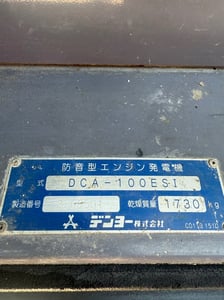 防音型エンジン発電機
型式 DCA-100ESI
製造番号 乾燥質量 1730 kg
デンヨー株式会社